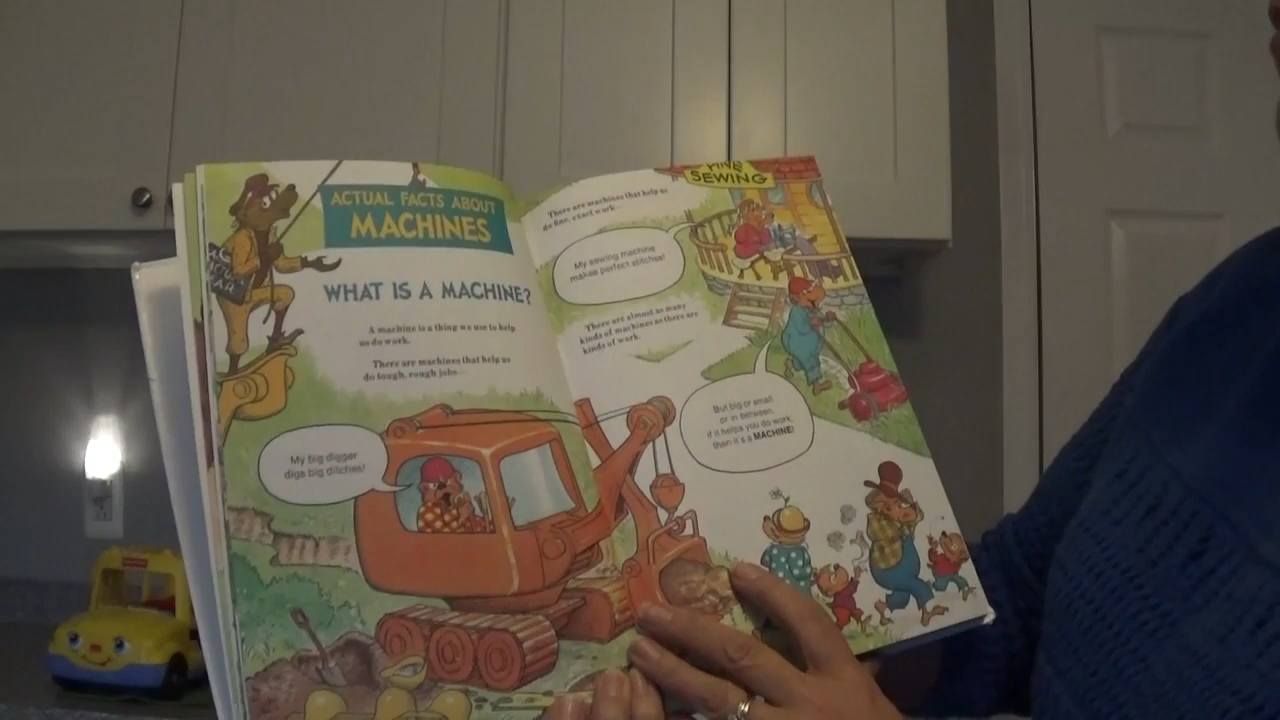 ACTUAL FACTS ABOUT
MACHINES
WHAT IS A MACHINE?
A machine is a thing we use to help
us do work.
There are machines that help us
do tough, rough jobs—
My big digger
digs big ditches!
There are machines that help us
do fine, exact work—
FINE
SEWING
My sewing machine
makes perfect stitches!
There are almost as many
kinds of machines as there are
kinds of work.
But big or small
or in between,
if it helps you do work,
then it's a MACHINE!